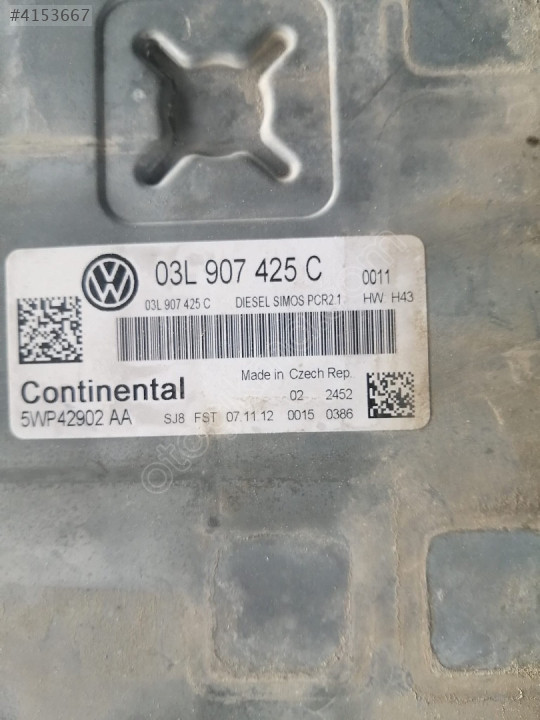 #4153667
03L 907 425 C 0011
03L 907 425 C DIESEL SIMOS PCR2.1 HW H43
Made in Czech Rep.
Continental 02 2452
5WP42902 AA SJ8 FST 07.11.12 0015 0386